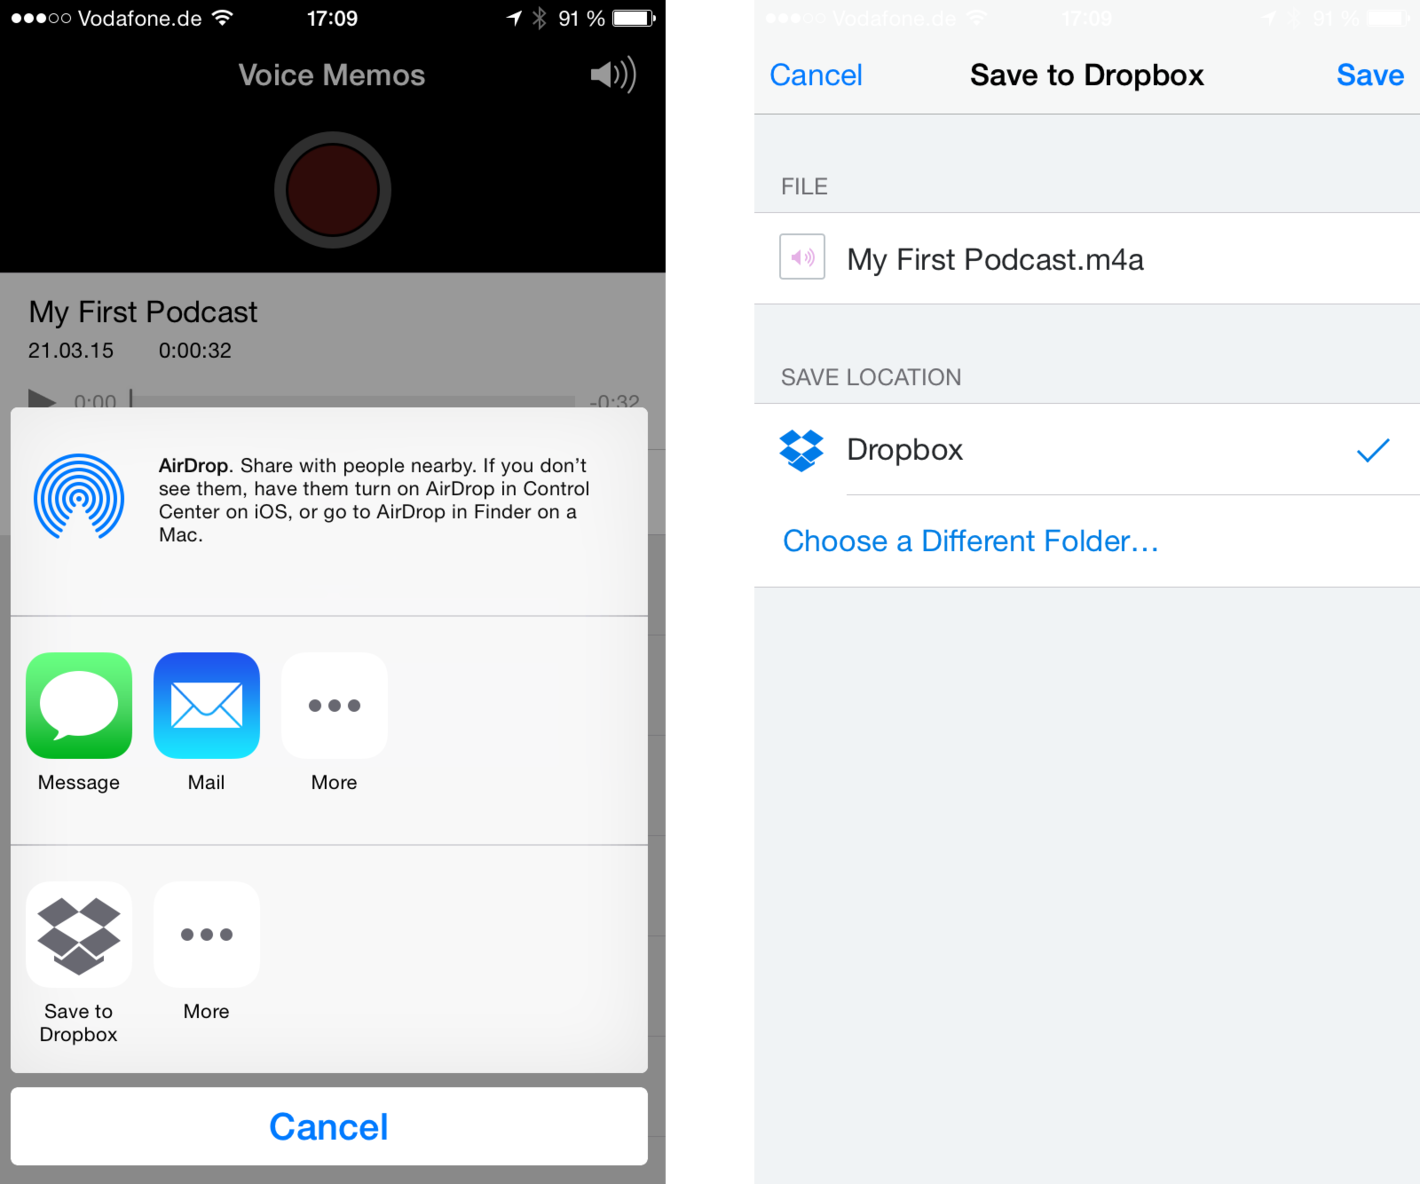 Vodafone.de 17:09 91 %
Voice Memos
My First Podcast
21.03.15 0:00:32
0:00 -0:32
AirDrop. Share with people nearby. If you don’t
see them, have them turn on AirDrop in Control
Center on iOS, or go to AirDrop in Finder on a
Mac.
Message Mail More
Save to
Dropbox
More
Cancel
Vodafone.de 17:09 91 %
Cancel Save to Dropbox Save
FILE
My First Podcast.m4a
SAVE LOCATION
Dropbox
Choose a Different Folder…